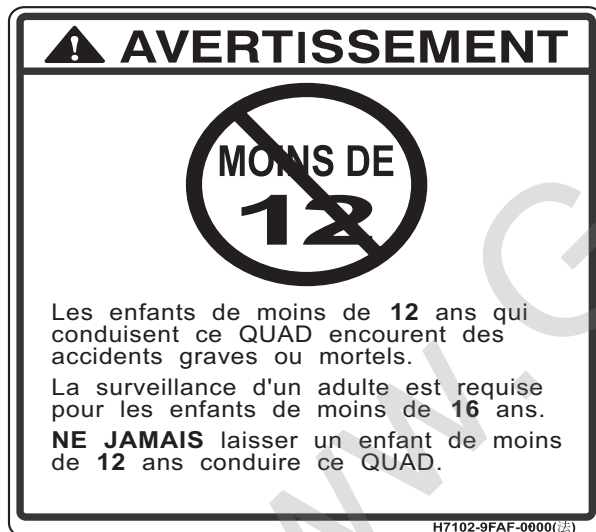 AVERTISSEMENT
MOINS DE
12
Les enfants de moins de 12 ans qui
conduisent ce QUAD encourent des
accidents graves ou mortels.
La surveillance d'un adulte est requise
pour les enfants de moins de 16 ans.
NE JAMAIS laisser un enfant de moins
de 12 ans conduire ce QUAD.
H7102-9FAF-0000(法)